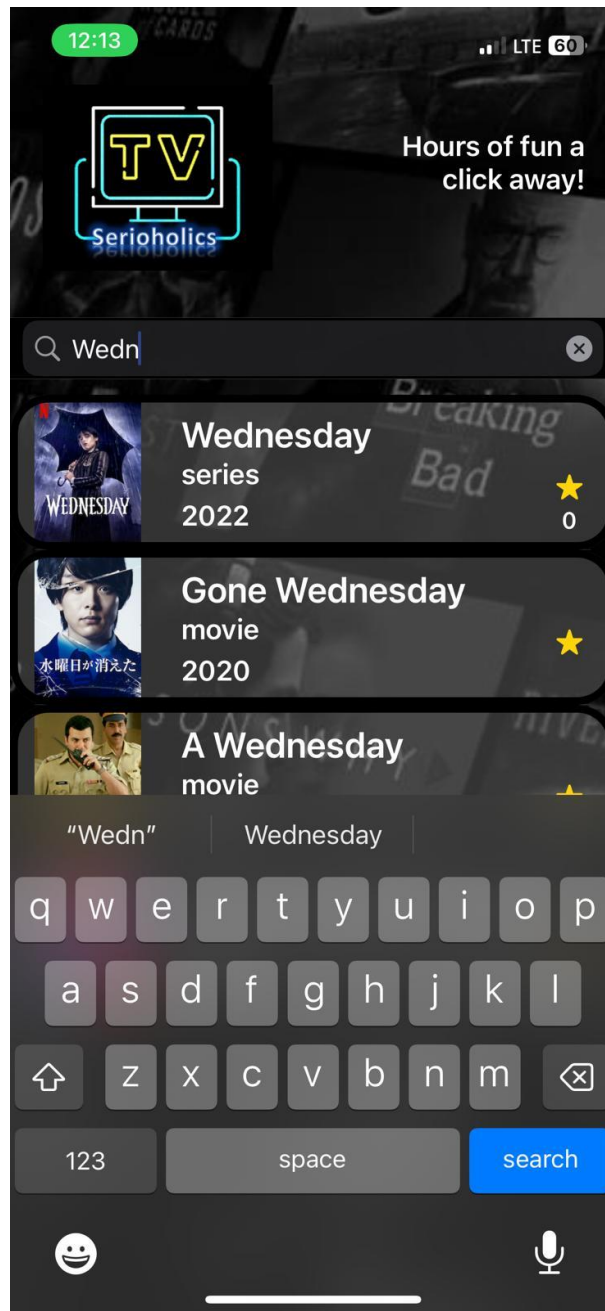 12:13
LTE 60
CARDS
TV
Serioholics
Hours of fun a
click away!
Wedn
Breaking
Bad
WEDNESDAY
Wednesday
series
2022
0
水曜日が消えた
Gone Wednesday
movie
2020
A Wednesday
movie
“Wedn” Wednesday
q w e r t y u i o p
a s d f g h j k l
z x c v b n m
123 space search